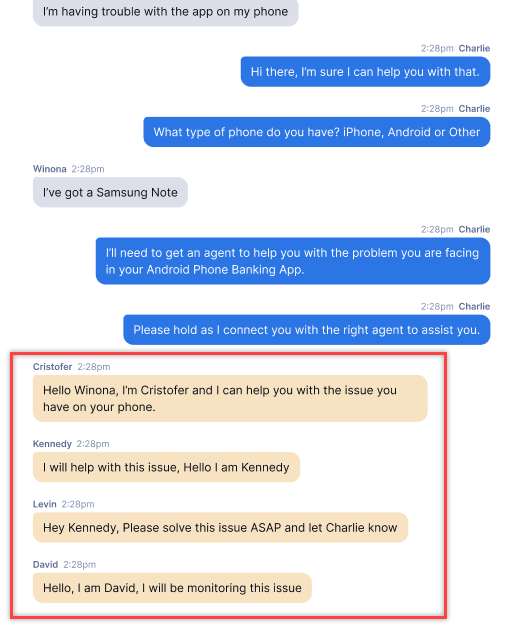 I’m having trouble with the app on my phone
2:28pm Charlie
Hi there, I’m sure I can help you with that.
2:28pm Charlie
What type of phone do you have? iPhone, Android or Other
Winona 2:28pm
I’ve got a Samsung Note
2:28pm Charlie
I’ll need to get an agent to help you with the problem you are facing
in your Android Phone Banking App.
2:28pm Charlie
Please hold as I connect you with the right agent to assist you.
Cristofer 2:28pm
Hello Winona, I’m Cristofer and I can help you with the issue you
have on your phone.
Kennedy 2:28pm
I will help with this issue, Hello I am Kennedy
Levin 2:28pm
Hey Kennedy, Please solve this issue ASAP and let Charlie know
David 2:28pm
Hello, I am David, I will be monitoring this issue